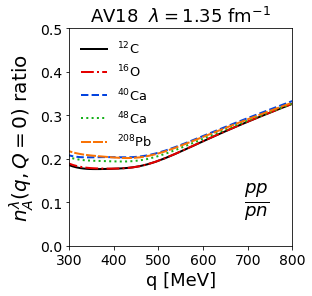 AV18 λ = 1.35 fm⁻¹
n_A^λ(q, Q = 0) ratio
0.5
0.4
0.3
0.2
0.1
0.0
¹²C
¹⁶O
⁴⁰Ca
⁴⁸Ca
²⁰⁸Pb
pp
pn
300 400 500 600 700 800
q [MeV]